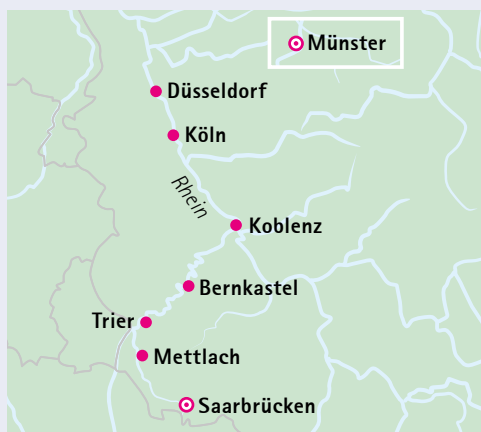 Münster
Düsseldorf
Köln
Rhein
Koblenz
Bernkastel
Trier
Mettlach
Saarbrücken